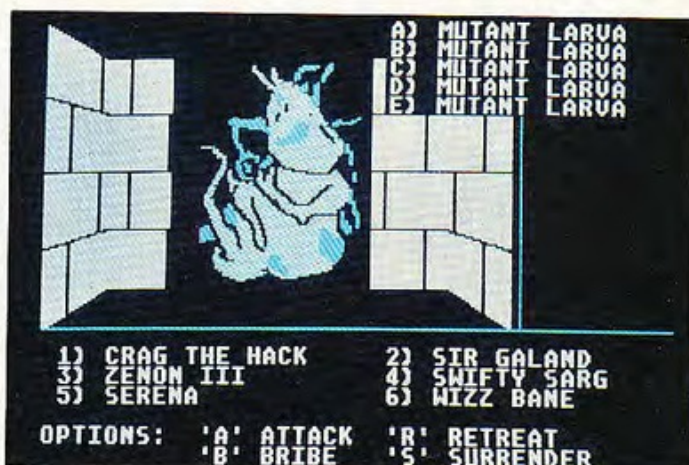 A) MUTANT LARVA
B) MUTANT LARVA
C) MUTANT LARVA
D) MUTANT LARVA
E) MUTANT LARVA
1) CRAG THE HACK 2) SIR GALAND
3) ZENON III 4) SWIFTY SARG
5) SERENA 6) WIZZ BANE
OPTIONS: 'A' ATTACK 'R' RETREAT
'B' BRIBE 'S' SURRENDER